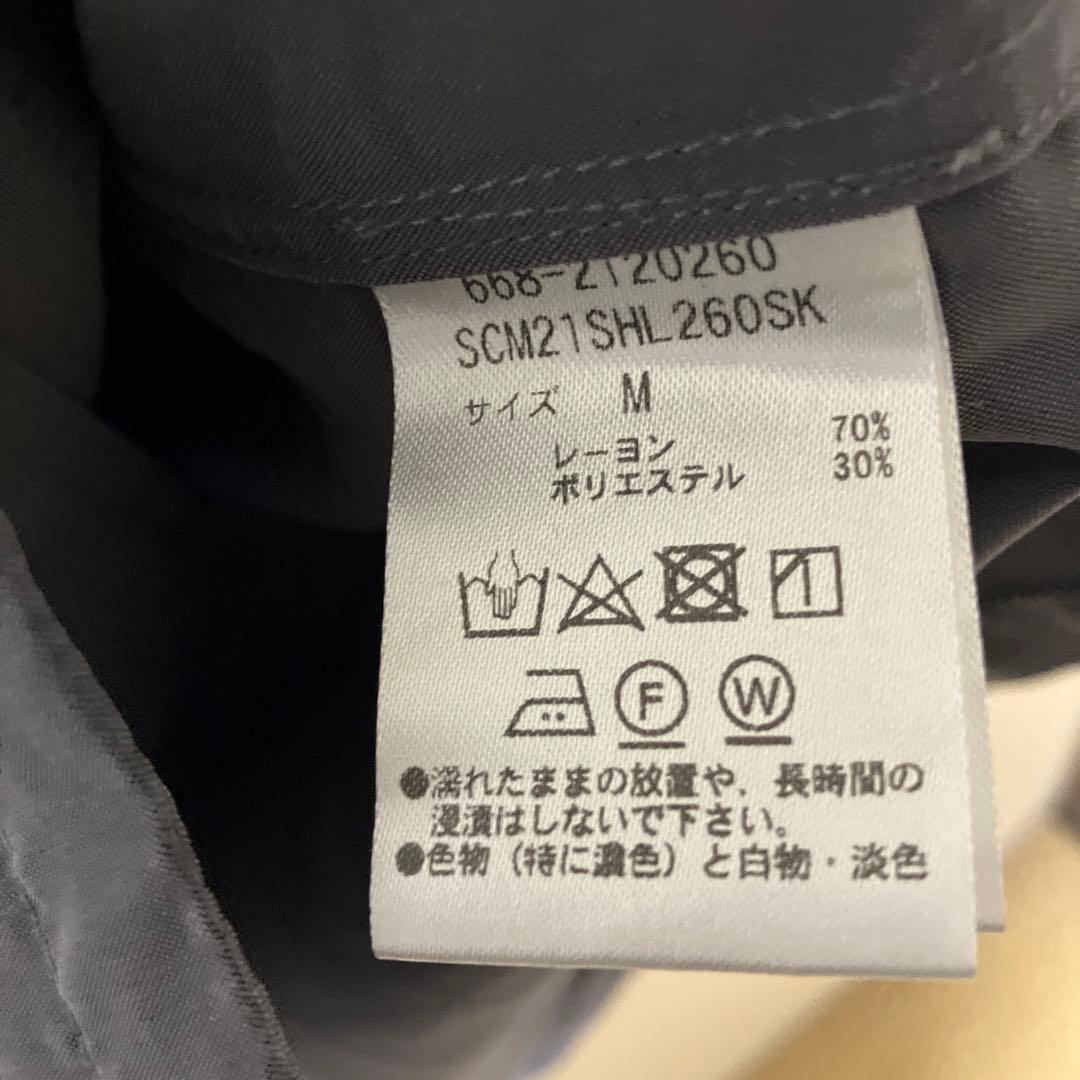 668-2120260
SCM21SHL260SK
サイズ M
レーヨン 70%
ポリエステル 30%
1
F W
●濡れたままの放置や、長時間の
浸漬はしないで下さい。
●色物（特に濃色）と白物・淡色